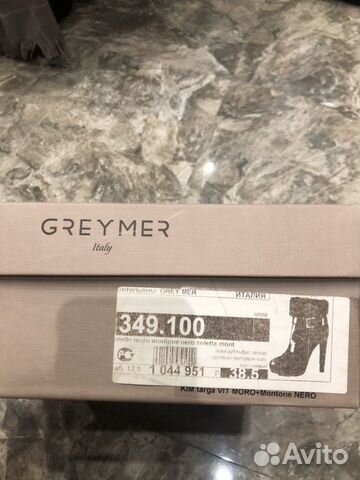 GREYMER
Italy
GREY MER ИТАЛИЯ
349.100
moro montone nero soletta mont
1 044 951 38.5
KIM targa VIT MORO+Montone NERO
Avito